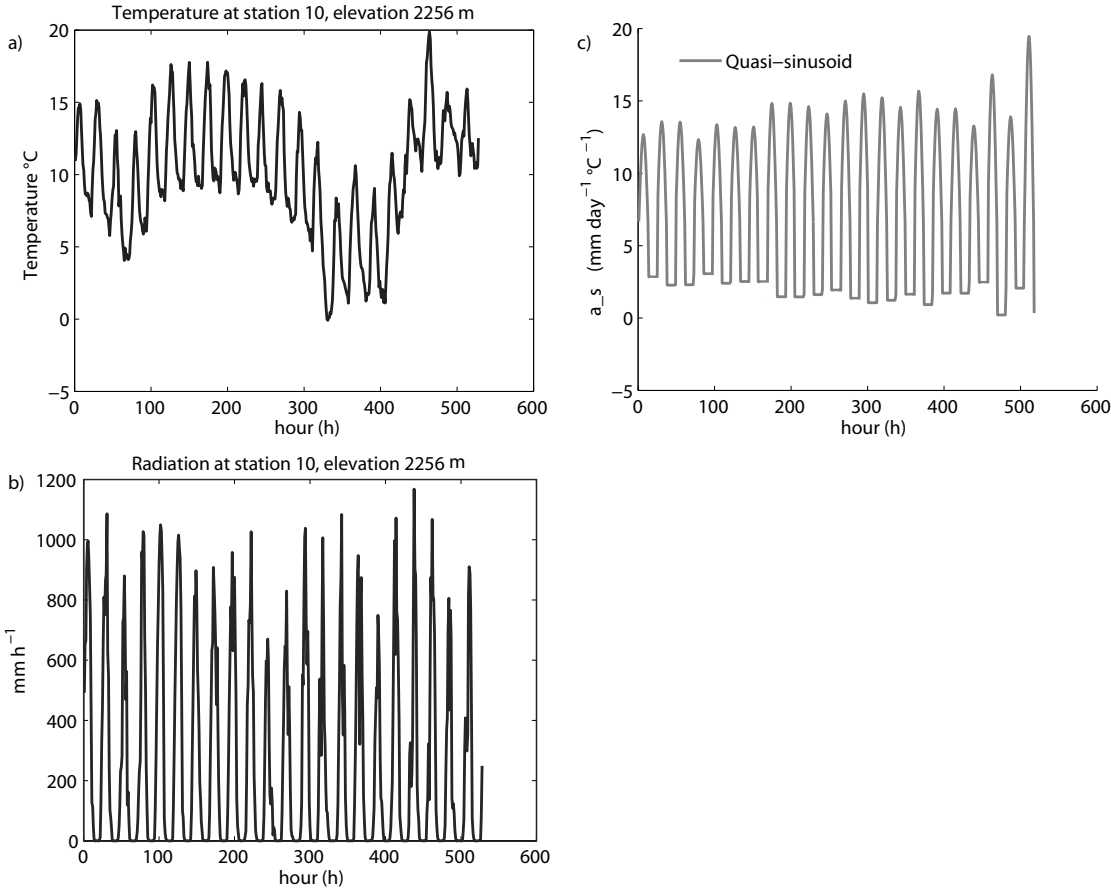 Temperature at station 10, elevation 2256 m
a)
20
15
10
5
0
−5
Temperature °C
0 100 200 300 400 500 600
hour (h)
c)
20
15
10
5
0
−5
Quasi−sinusoid
a_s (mm day⁻¹ °C⁻¹)
0 100 200 300 400 500 600
hour (h)
Radiation at station 10, elevation 2256 m
b)
1200
1000
800
600
400
200
0
mm h⁻¹
0 100 200 300 400 500 600
hour (h)